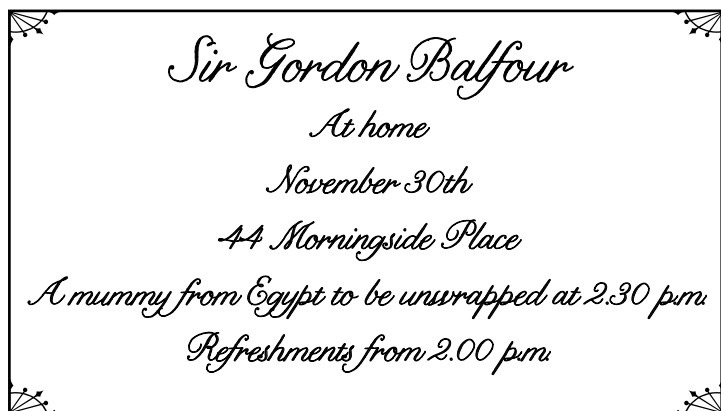 Sir Gordon Balfour
At home
November 30th
44 Morningside Place
A mummy from Egypt to be unwrapped at 2.30 p.m.
Refreshments from 2.00 p.m.